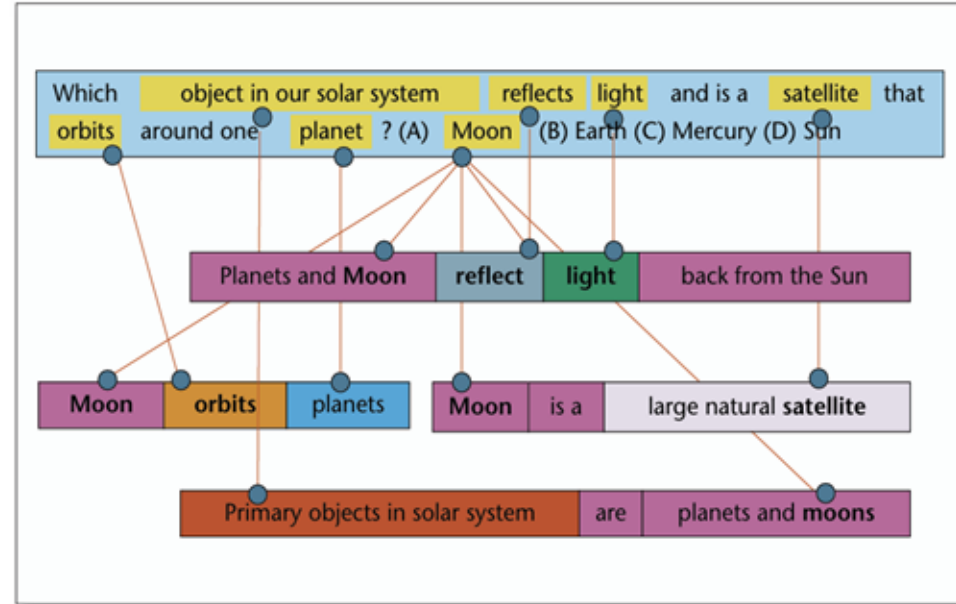 Which object in our solar system reflects light and is a satellite that
orbits around one planet ? (A) Moon (B) Earth (C) Mercury (D) Sun
Planets and Moon reflect light back from the Sun
Moon orbits planets
Moon is a large natural satellite
Primary objects in solar system are planets and moons